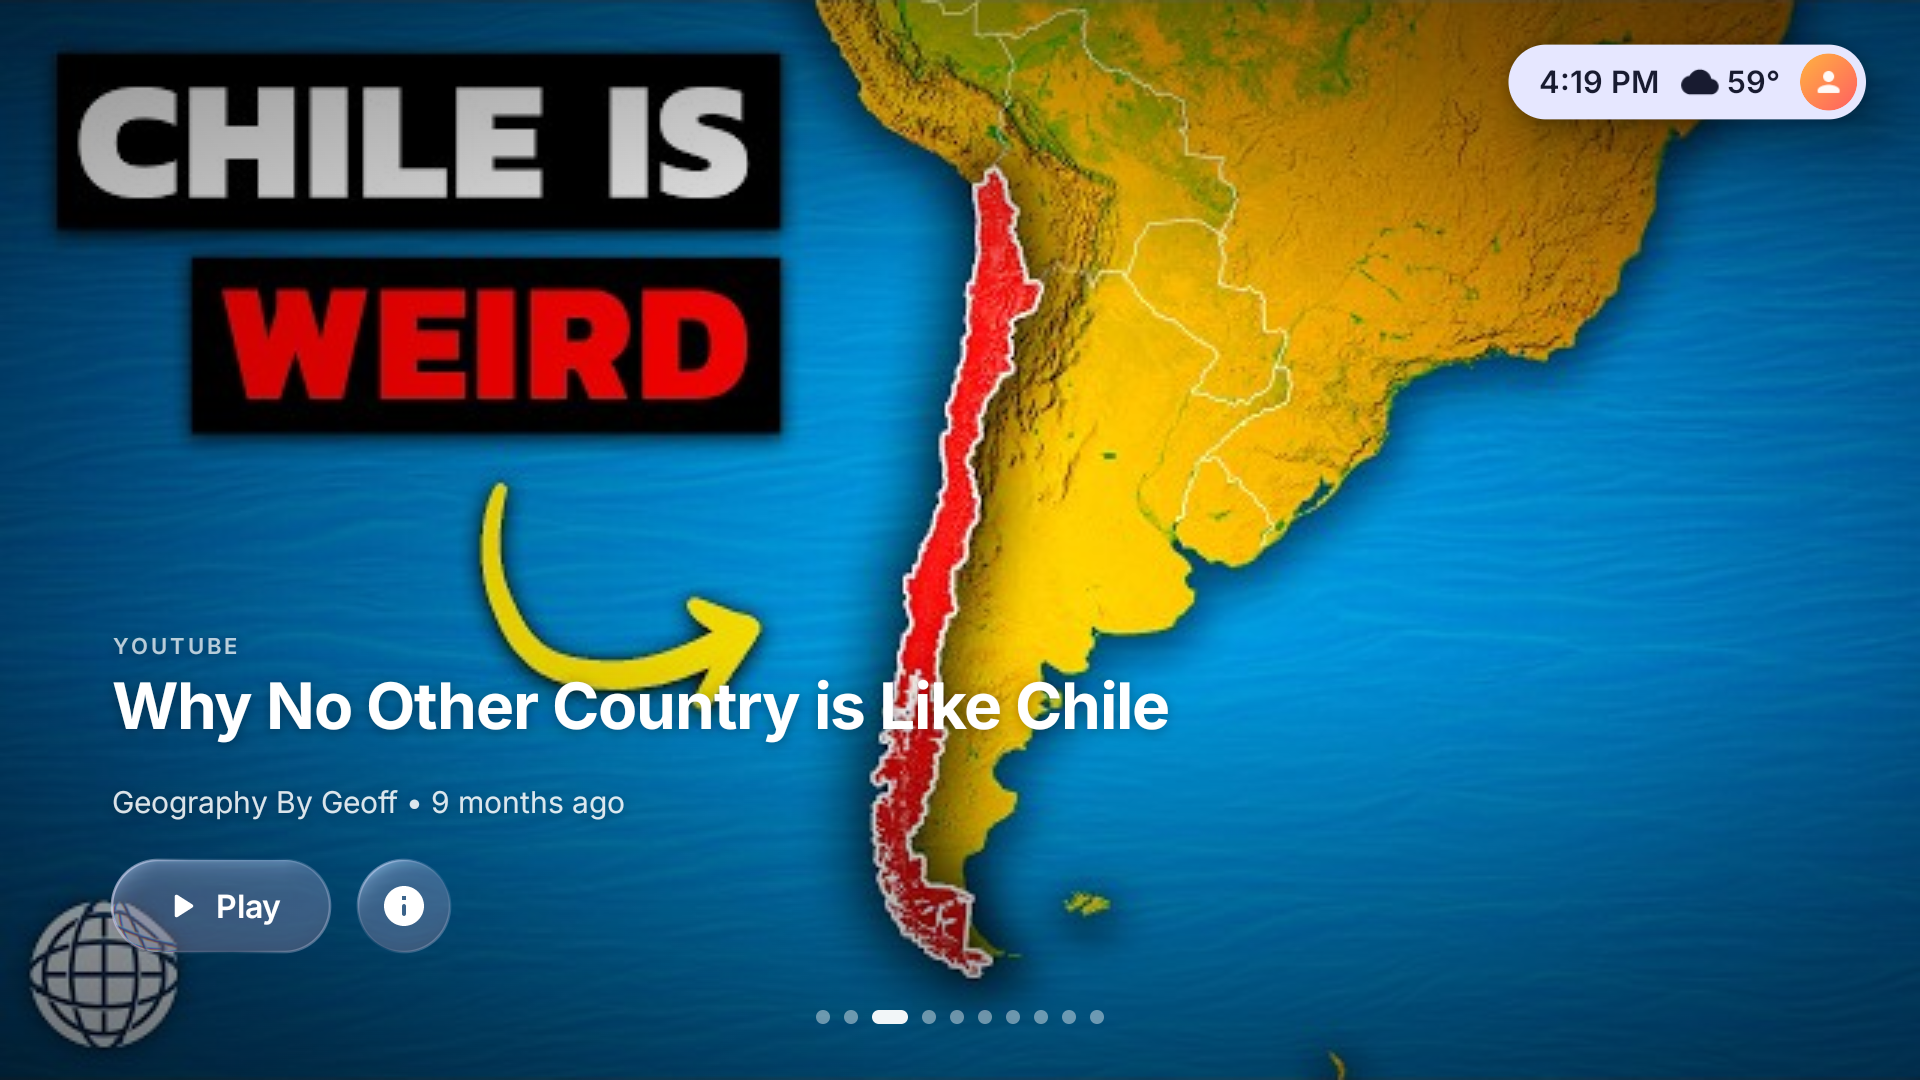 CHILE IS
WEIRD
4:19 PM 59°
YOUTUBE
Why No Other Country is Like Chile
Geography By Geoff • 9 months ago
Play